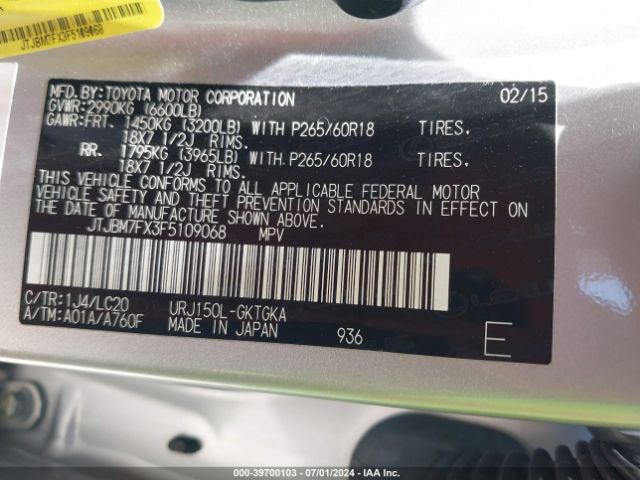 JTJBM7FX3F5109068
MFD.BY:TOYOTA MOTOR CORPORATION 02/15
GVWR:2990KG (6600LB)
GAWR:FRT. 1450KG (3200LB) WITH P265/60R18 TIRES,
18X7 1/2J RIMS.
RR. 1795KG (3965LB) WITH.P265/60R18 TIRES,
18X7 1/2J RIMS.
THIS VEHICLE CONFORMS TO ALL APPLICABLE FEDERAL MOTOR
VEHICLE SAFETY AND THEFT PREVENTION STANDARDS IN EFFECT ON
THE DATE OF MANUFACTURE SHOWN ABOVE.
JTJBM7FX3F5109068 MPV
C/TR:1J4/LC20 URJ150L-GKTGKA
A/TM:A01A/A760F MADE IN JAPAN 936 E
000-39700103 - 07/01/2024 - IAA Inc.